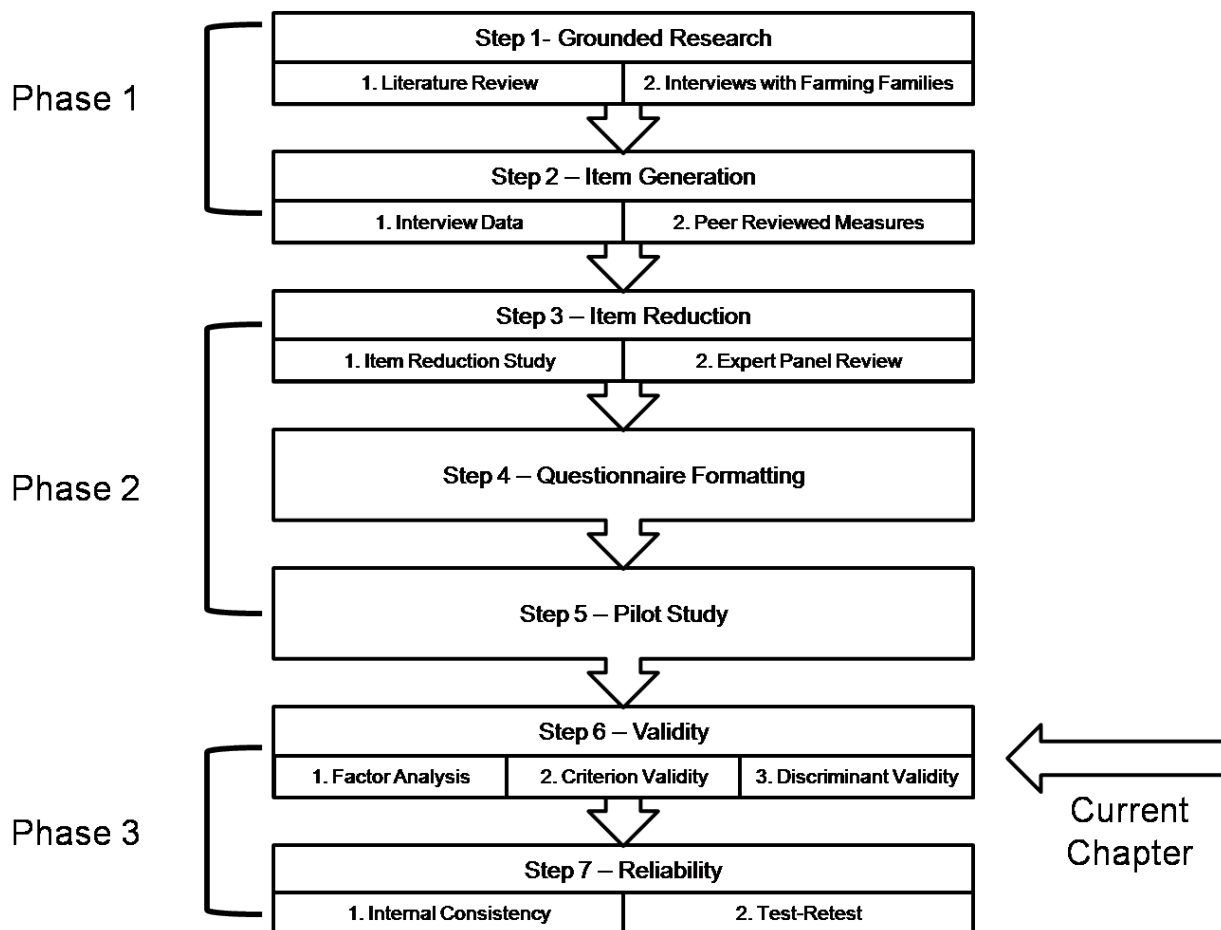 Phase 1
Step 1- Grounded Research
1. Literature Review
2. Interviews with Farming Families
Step 2 – Item Generation
1. Interview Data
2. Peer Reviewed Measures
Phase 2
Step 3 – Item Reduction
1. Item Reduction Study
2. Expert Panel Review
Step 4 – Questionnaire Formatting
Step 5 – Pilot Study
Phase 3
Step 6 – Validity
1. Factor Analysis
2. Criterion Validity
3. Discriminant Validity
Current
Chapter
Step 7 – Reliability
1. Internal Consistency
2. Test-Retest